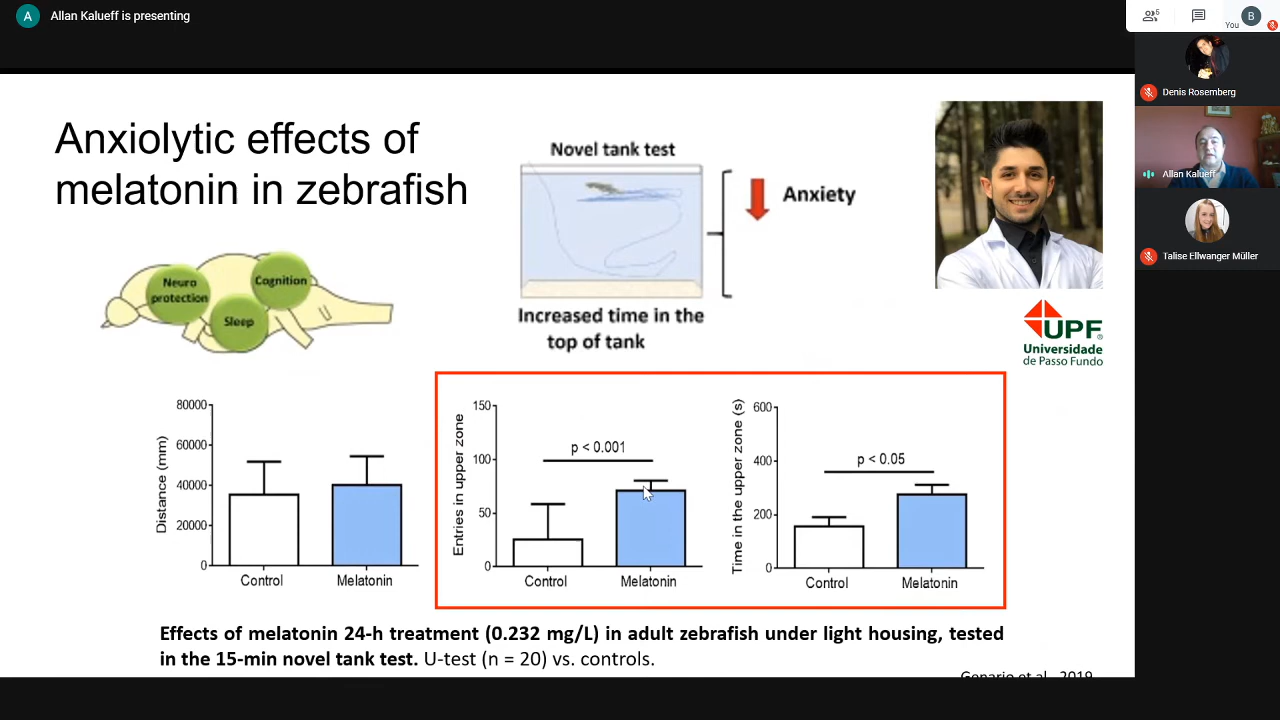 A
Allan Kalueff is presenting
5
You
B
Denis Rosemberg
Allan Kalueff
Talise Ellwanger Müller
Anxiolytic effects of
melatonin in zebrafish
Novel tank test
Anxiety
Increased time in the
top of tank
Neuro
protection
Cognition
Sleep
UPF
Universidade
de Passo Fundo
Distance (mm)
80000
60000
40000
20000
0
Control
Melatonin
Entries in upper zone
150
100
50
0
p < 0.001
Control
Melatonin
Time in the upper zone (s)
600
400
200
0
p < 0.05
Control
Melatonin
Effects of melatonin 24-h treatment (0.232 mg/L) in adult zebrafish under light housing, tested
in the 15-min novel tank test. U-test (n = 20) vs. controls.
Genario et al., 2019